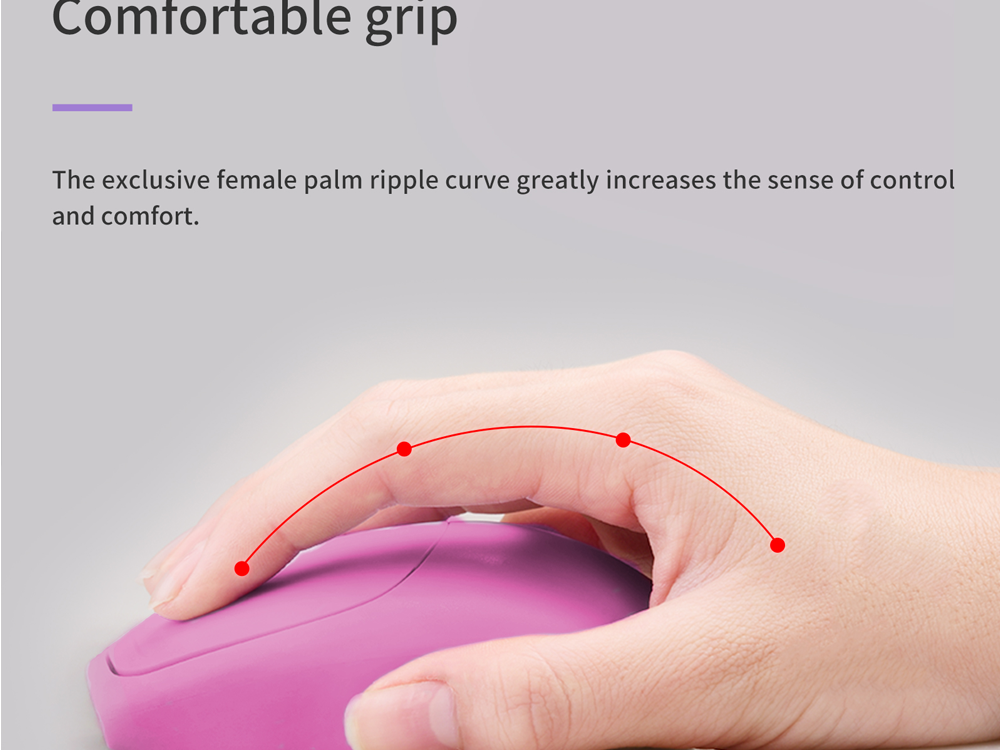 Comfortable grip
The exclusive female palm ripple curve greatly increases the sense of control
and comfort.